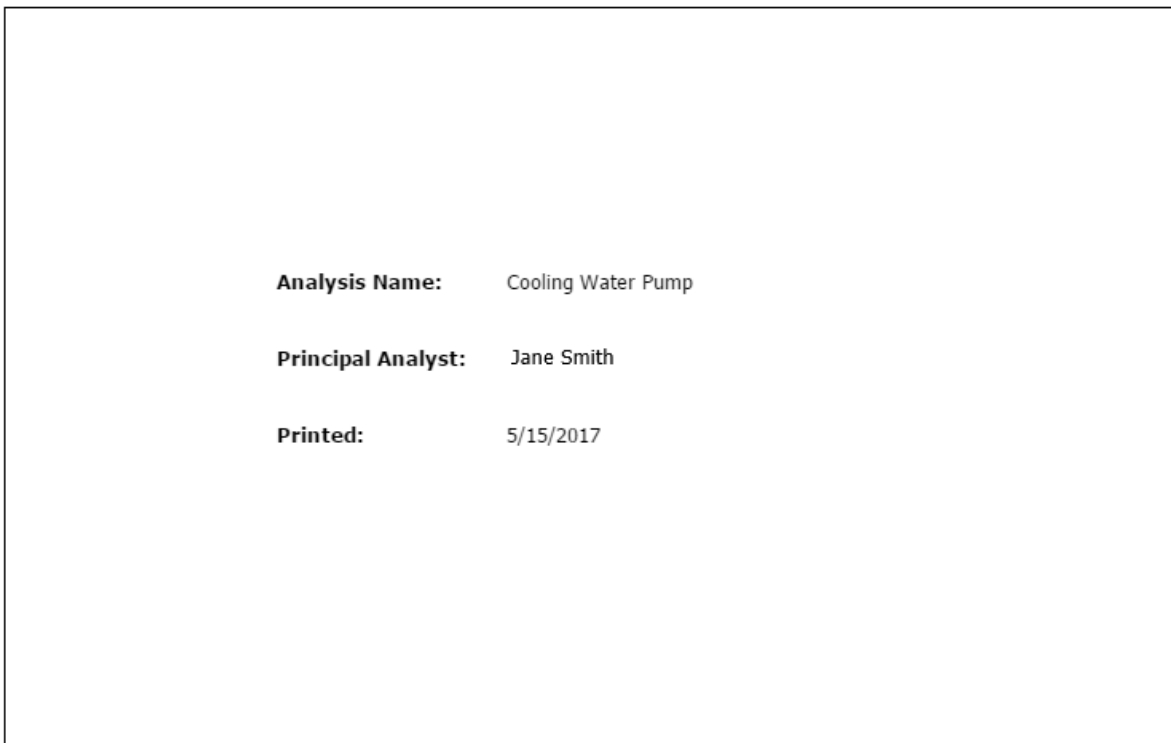 Analysis Name: Cooling Water Pump
Principal Analyst: Jane Smith
Printed: 5/15/2017